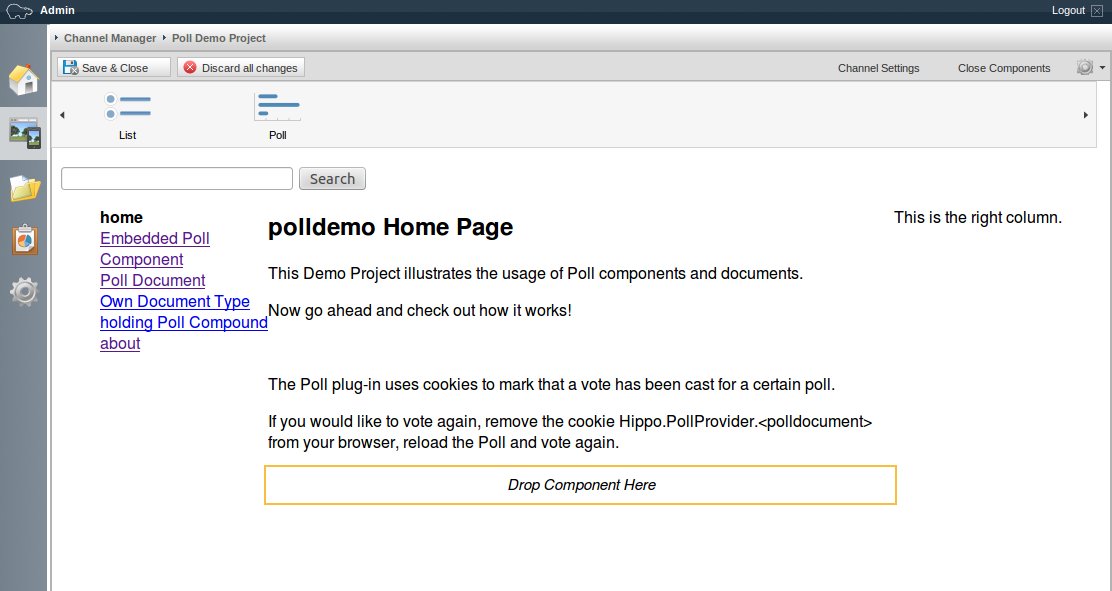 Admin
Logout
Channel Manager
Poll Demo Project
Save & Close
Discard all changes
Channel Settings
Close Components
List
Poll
Search
home
Embedded Poll
Component
Poll Document
Own Document Type
holding Poll Compound
about
polldemo Home Page
This Demo Project illustrates the usage of Poll components and documents.
Now go ahead and check out how it works!
The Poll plug-in uses cookies to mark that a vote has been cast for a certain poll.
If you would like to vote again, remove the cookie Hippo.PollProvider.<polldocument>
from your browser, reload the Poll and vote again.
Drop Component Here
This is the right column.